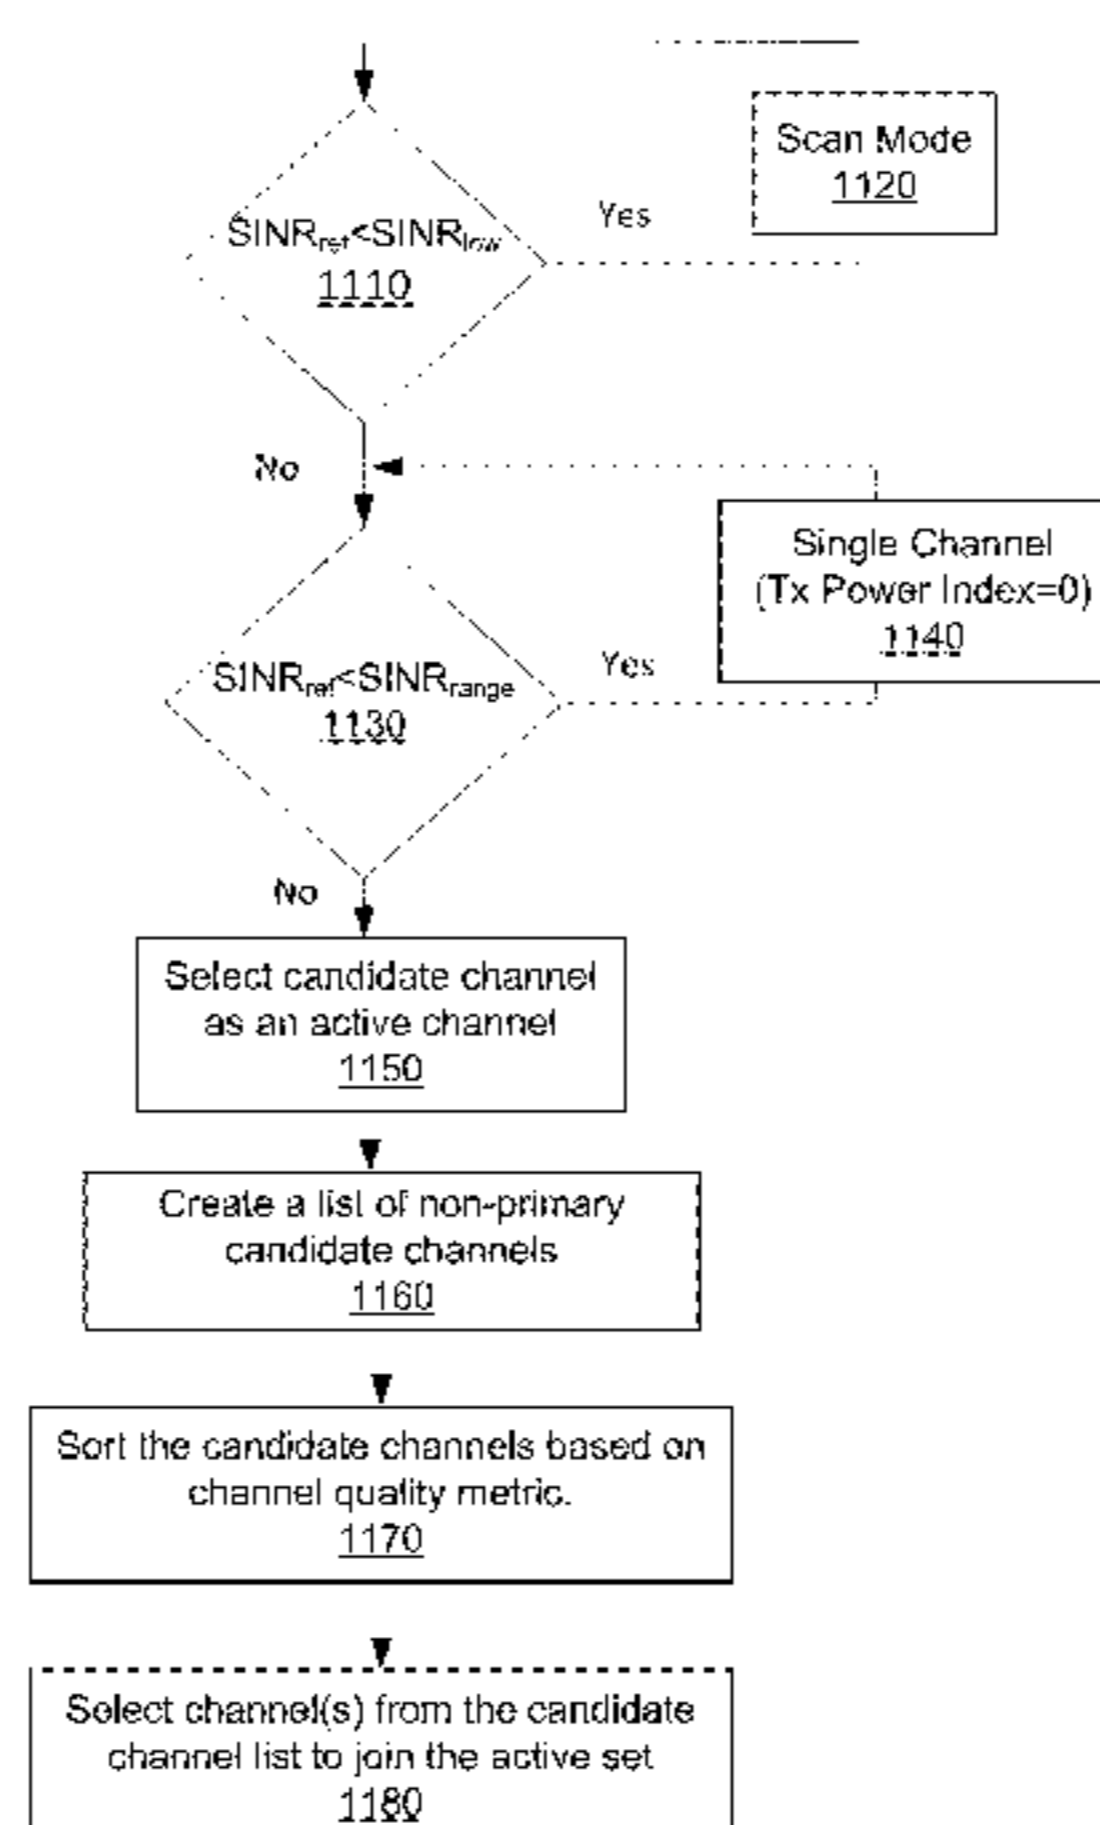 Scan Mode
1120
Yes
SINRref<SINRlow
1110
No
Single Channel
(Tx Power Index=0)
1140
Yes
SINRref<SINRrange
1130
No
Select candidate channel
as an active channel
1150
Create a list of non-primary
candidate channels
1160
Sort the candidate channels based on
channel quality metric.
1170
Select channel(s) from the candidate
channel list to join the active set
1180